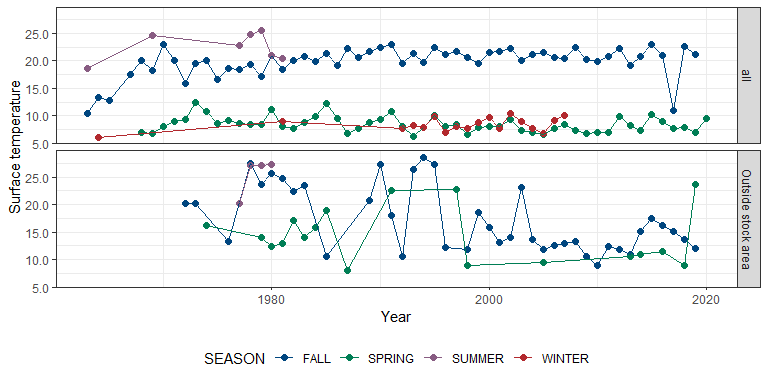 25.0
20.0
15.0
10.0
5.0
all
Surface temperature
25.0
20.0
15.0
10.0
5.0
Outside stock area
1980 2000 2020
Year
SEASON FALL SPRING SUMMER WINTER